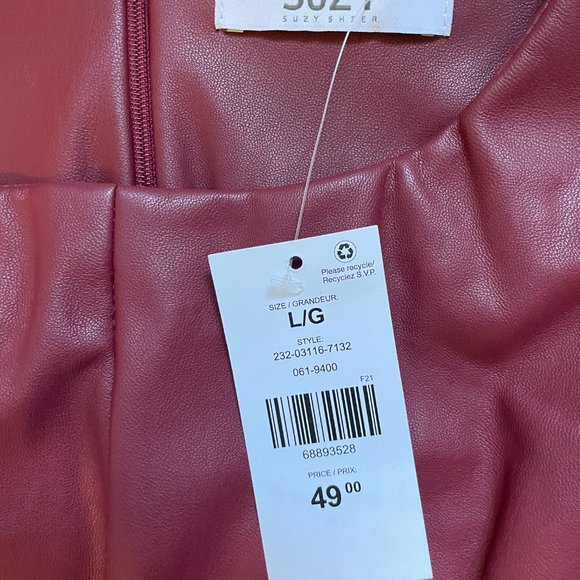 SUZY
SUZY SHIER
Please recycle/
Recyclez S.V.P.
SIZE / GRANDEUR:
L/G
STYLE:
232-03116-7132
061-9400
F21
68893528
PRICE / PRIX:
49 00